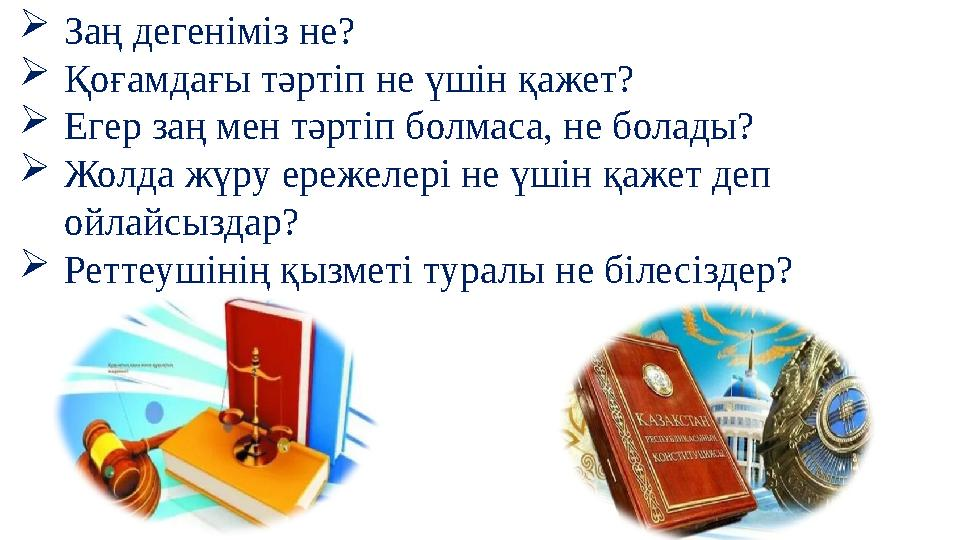 Заң дегеніміз не?
Қоғамдағы тәртіп не үшін қажет?
Егер заң мен тәртіп болмаса, не болады?
Жолда жүру ережелері не үшін қажет деп
ойлайсыздар?
Реттеушінің қызметі туралы не білесіздер?
ҚАЗАҚСТАН
РЕСПУБЛИКАСЫНЫҢ
КОНСТИТУЦИЯСЫ